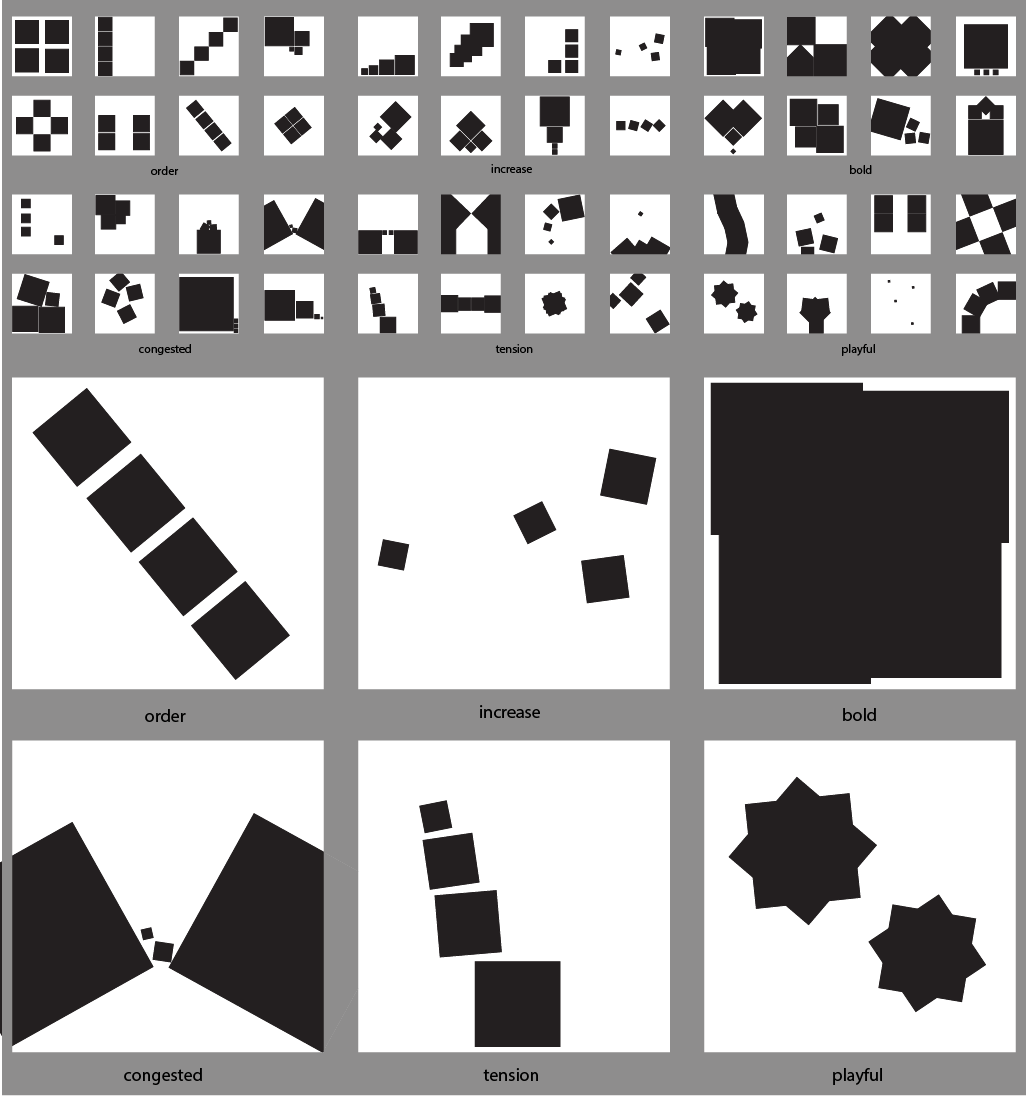 order
increase
bold
congested
tension
playful
order
increase
bold
congested
tension
playful